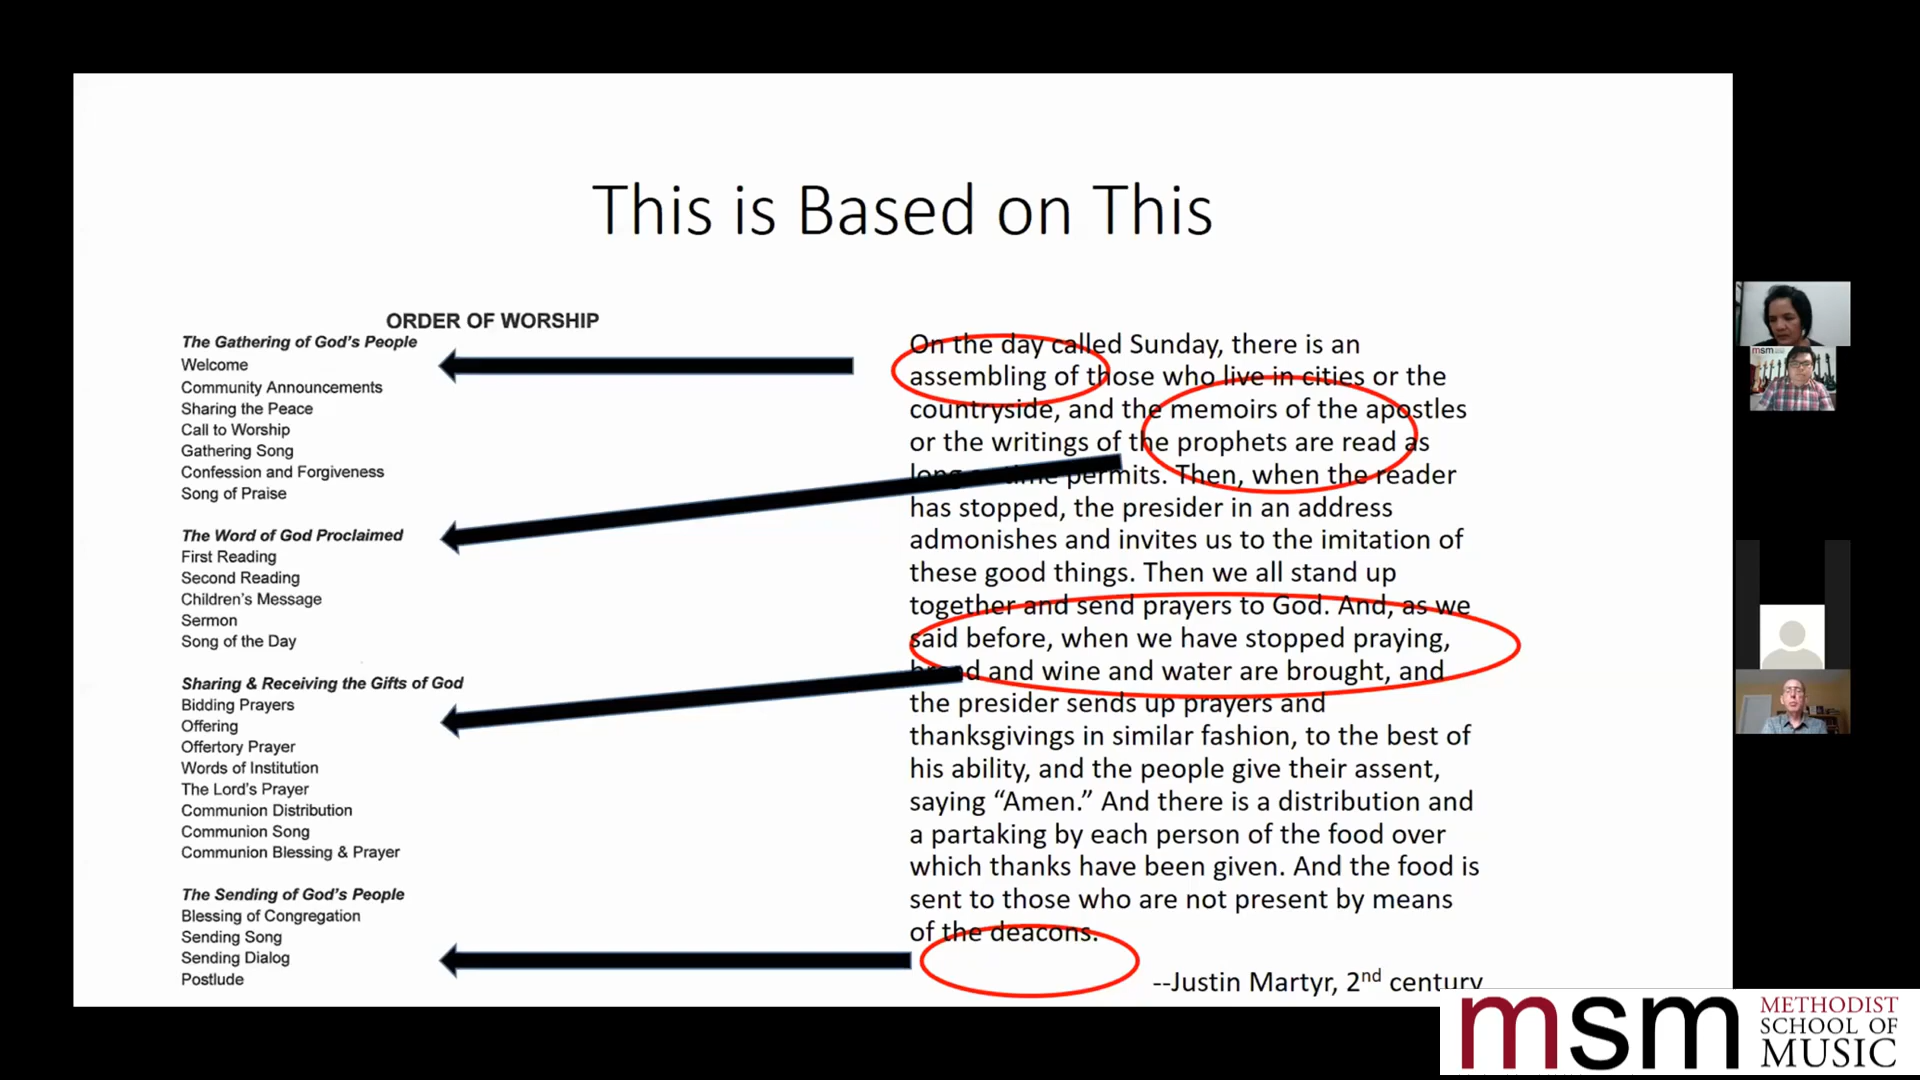 This is Based on This
ORDER OF WORSHIP
The Gathering of God's People
Welcome
Community Announcements
Sharing the Peace
Call to Worship
Gathering Song
Confession and Forgiveness
Song of Praise
The Word of God Proclaimed
First Reading
Second Reading
Children's Message
Sermon
Song of the Day
Sharing & Receiving the Gifts of God
Bidding Prayers
Offering
Offertory Prayer
Words of Institution
The Lord's Prayer
Communion Distribution
Communion Song
Communion Blessing & Prayer
The Sending of God's People
Blessing of Congregation
Sending Song
Sending Dialog
Postlude
On the day called Sunday, there is an
assembling of those who live in cities or the
countryside, and the memoirs of the apostles
or the writings of the prophets are read as
long time permits. Then, when the reader
has stopped, the presider in an address
admonishes and invites us to the imitation of
these good things. Then we all stand up
together and send prayers to God. And, as we
said before, when we have stopped praying,
bread and wine and water are brought, and
the presider sends up prayers and
thanksgivings in similar fashion, to the best of
his ability, and the people give their assent,
saying “Amen.” And there is a distribution and
a partaking by each person of the food over
which thanks have been given. And the food is
sent to those who are not present by means
of the deacons.
--Justin Martyr, 2nd century
msm
msm
METHODIST
SCHOOL OF
MUSIC